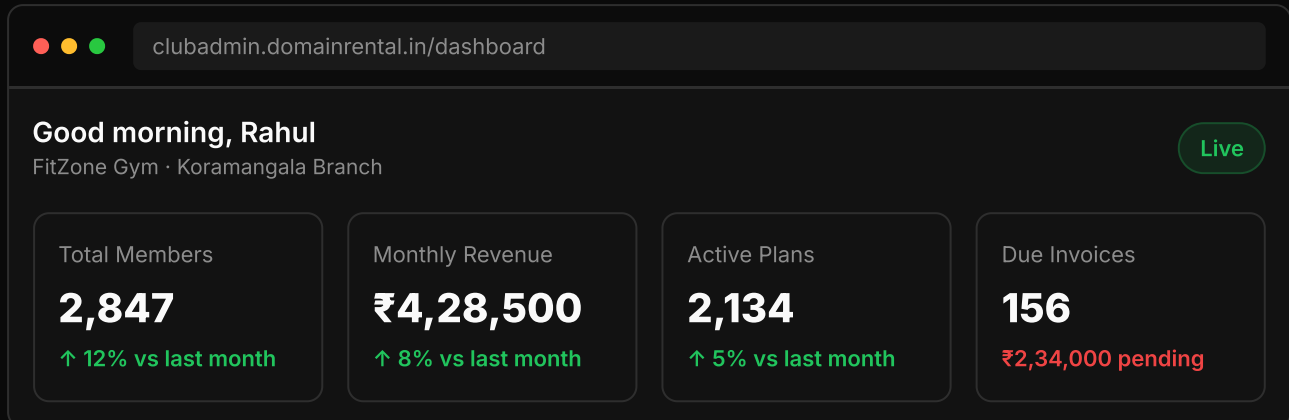 clubadmin.domainrental.in/dashboard
Good morning, Rahul
FitZone Gym · Koramangala Branch
Live
Total Members
2,847
↑ 12% vs last month
Monthly Revenue
₹4,28,500
↑ 8% vs last month
Active Plans
2,134
↑ 5% vs last month
Due Invoices
156
₹2,34,000 pending